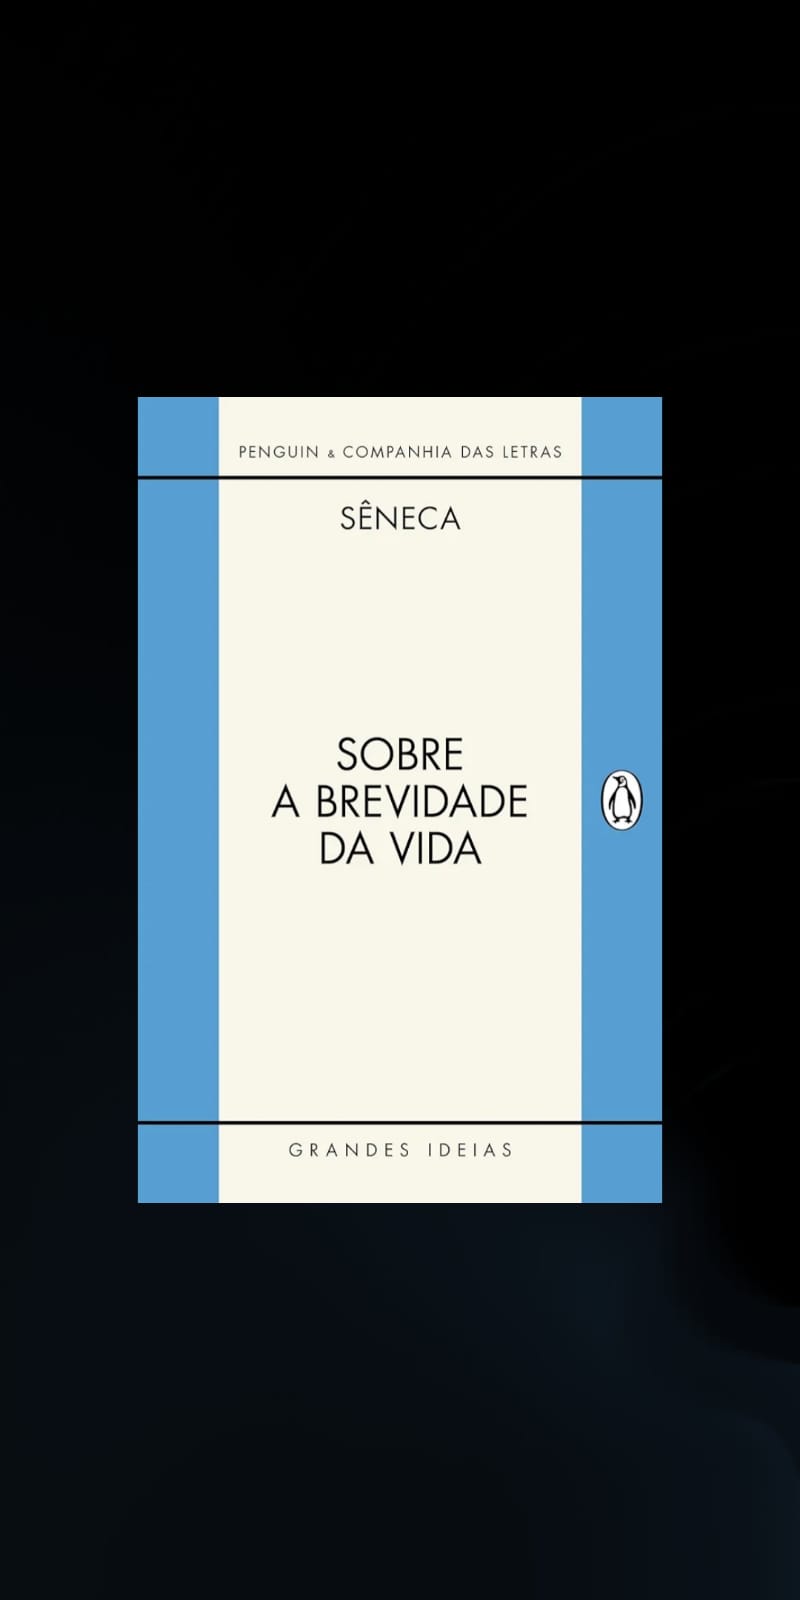 PENGUIN & COMPANHIA DAS LETRAS
SÊNECA
SOBRE
A BREVIDADE
DA VIDA
GRANDES IDEIAS